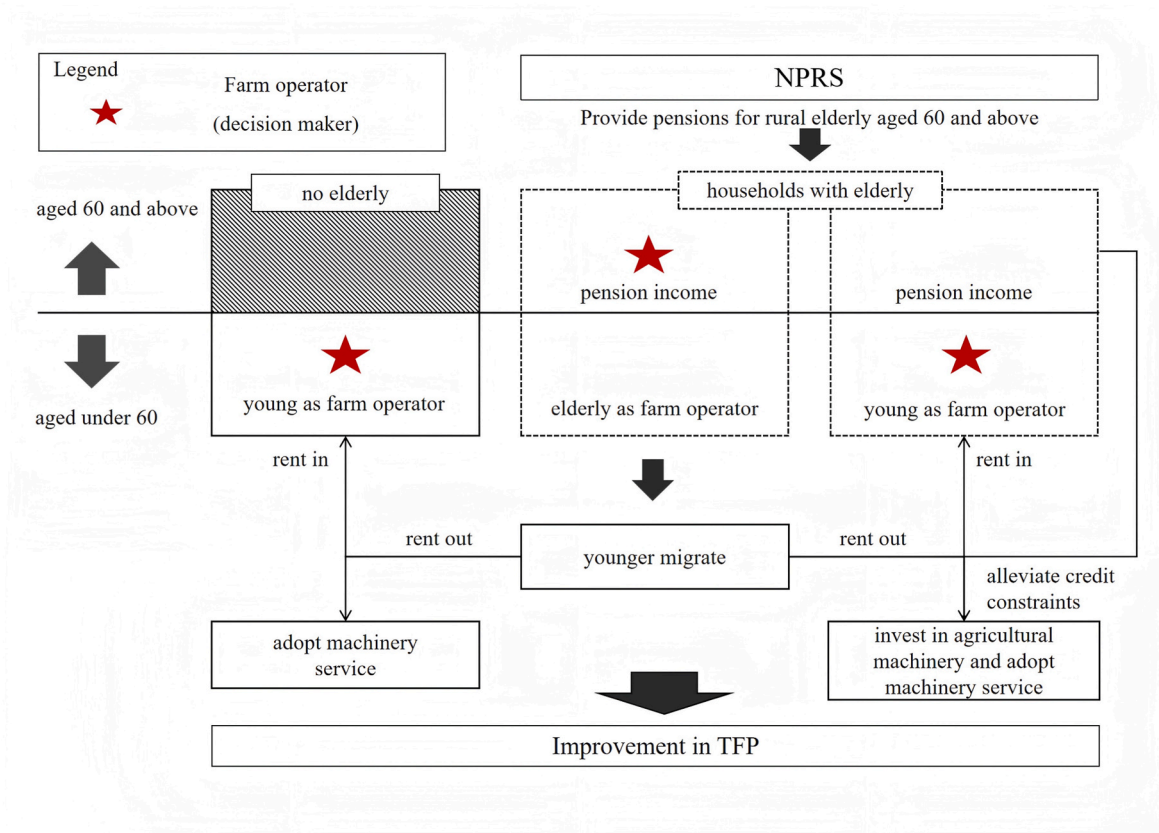 Legend
Farm operator
(decision maker)
NPRS
Provide pensions for rural elderly aged 60 and above
no elderly
households with elderly
aged 60 and above
pension income
pension income
aged under 60
young as farm operator
elderly as farm operator
young as farm operator
rent in
rent in
rent out
younger migrate
rent out
alleviate credit
constraints
adopt machinery
service
invest in agricultural
machinery and adopt
machinery service
Improvement in TFP